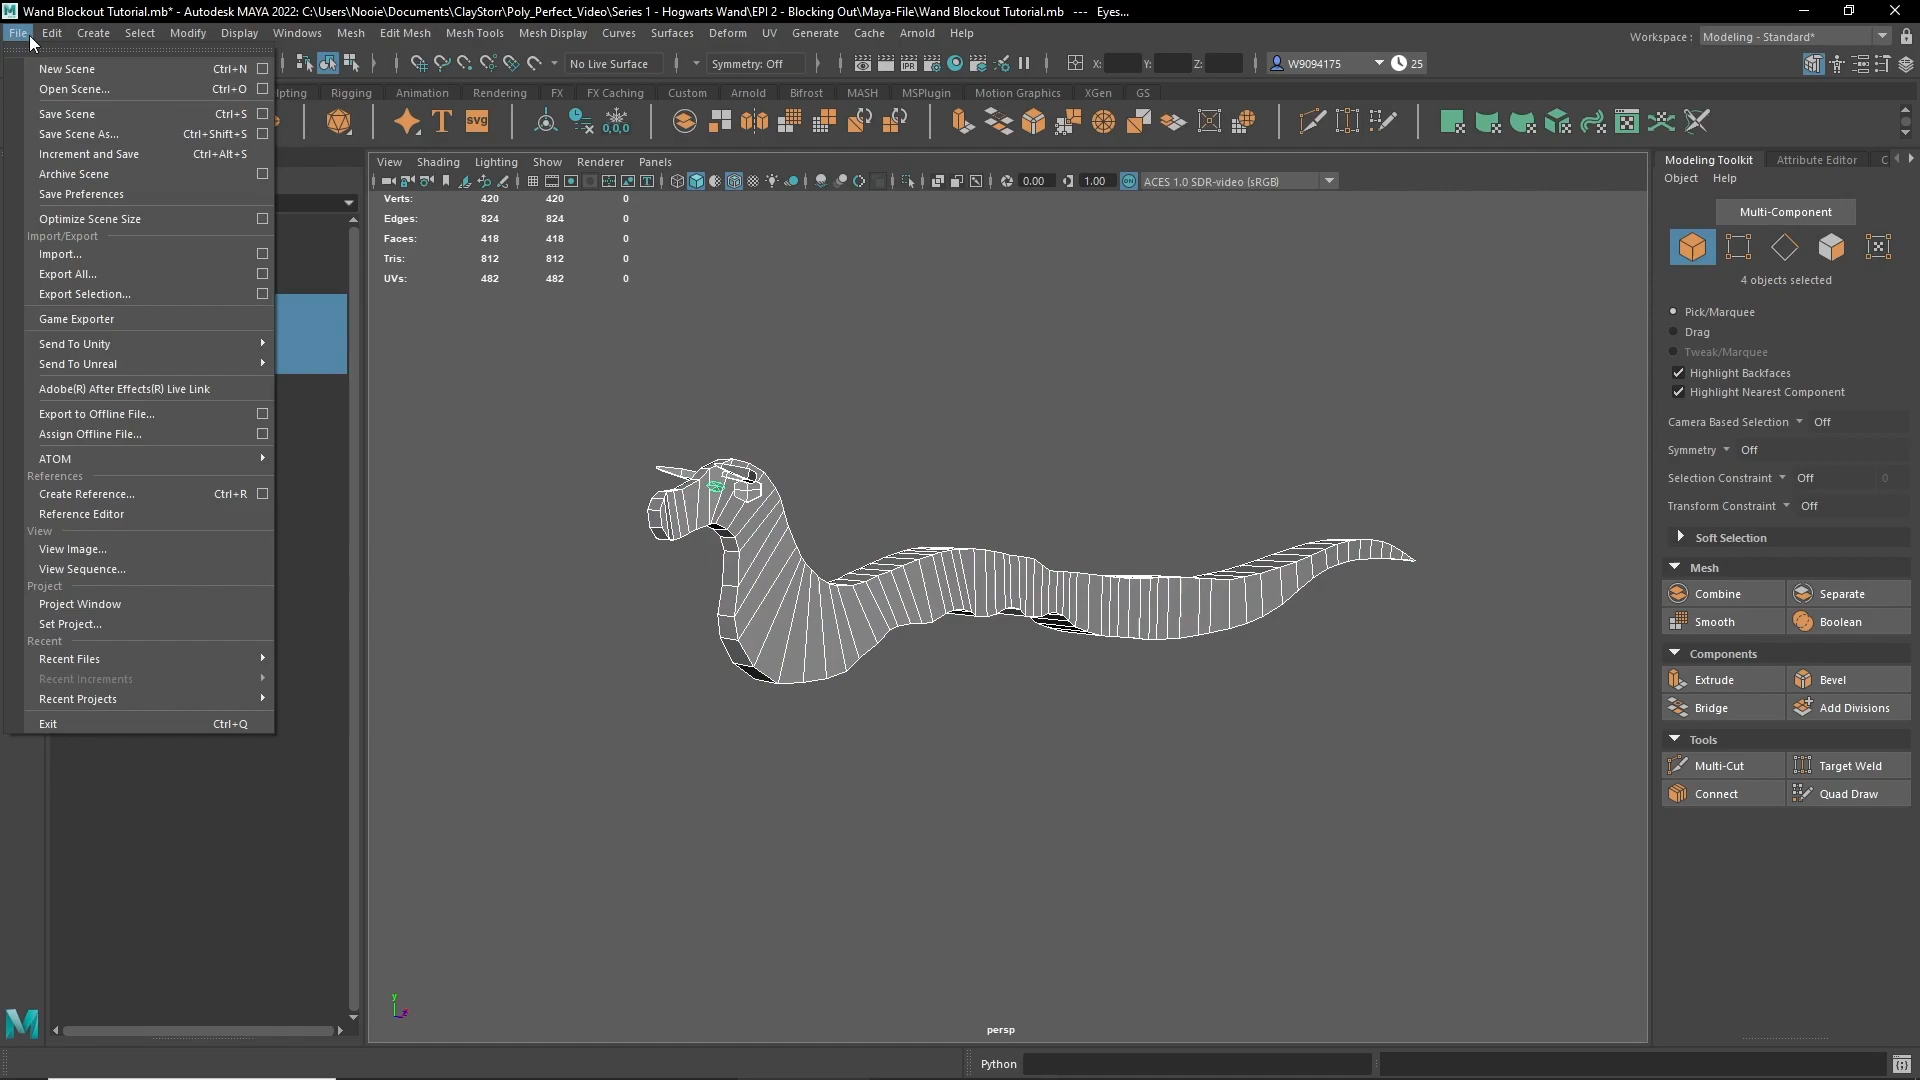 Wand Blockout Tutorial.mb* - Autodesk MAYA 2022: C:\Users\Nooie\Documents\ClayStorr\Poly_Perfect_Video\Series 1 - Hogwarts Wand\EPI 2 - Blocking Out\Maya-File\Wand Blockout Tutorial.mb --- Eyes...
File Edit Create Select Modify Display Windows Mesh Edit Mesh Mesh Tools Mesh Display Curves Surfaces Deform UV Generate Cache Arnold Help
Workspace : Modeling - Standard*
No Live Surface Symmetry: Off X: Y: Z: W9094175 25
lpting Rigging Animation Rendering FX FX Caching Custom Arnold Bifrost MASH MSPlugin Motion Graphics XGen GS
T svg 0,0,0
New Scene Ctrl+N
Open Scene... Ctrl+O
Save Scene Ctrl+S
Save Scene As... Ctrl+Shift+S
Increment and Save Ctrl+Alt+S
Archive Scene
Save Preferences
Optimize Scene Size
Import/Export
Import...
Export All...
Export Selection...
Game Exporter
Send To Unity
Send To Unreal
Adobe(R) After Effects(R) Live Link
Export to Offline File...
Assign Offline File...
ATOM
References
Create Reference... Ctrl+R
Reference Editor
View
View Image...
View Sequence...
Project
Project Window
Set Project...
Recent
Recent Files
Recent Increments
Recent Projects
Exit Ctrl+Q
View Shading Lighting Show Renderer Panels
0.00 1.00 ON ACES 1.0 SDR-video (sRGB)
Verts: 420 420 0
Edges: 824 824 0
Faces: 418 418 0
Tris: 812 812 0
UVs: 482 482 0
y
z
persp
Modeling Toolkit Attribute Editor C
Object Help
Multi-Component
4 objects selected
Pick/Marquee
Drag
Tweak/Marquee
Highlight Backfaces
Highlight Nearest Component
Camera Based Selection Off
Symmetry Off
Selection Constraint Off 0
Transform Constraint Off
Soft Selection
Mesh
Combine Separate
Smooth Boolean
Components
Extrude Bevel
Bridge Add Divisions
Tools
Multi-Cut Target Weld
Connect Quad Draw
M
Python